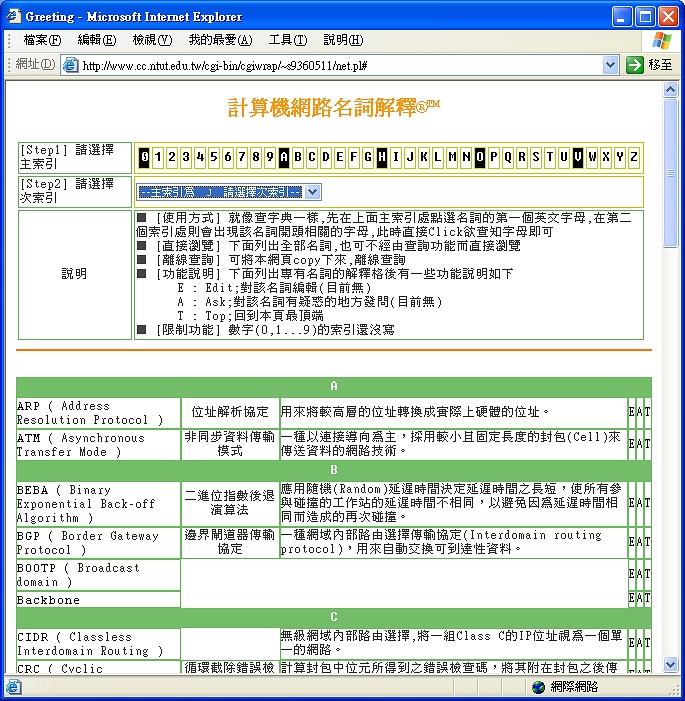 Greeting - Microsoft Internet Explorer
檔案(F) 編輯(E) 檢視(V) 我的最愛(A) 工具(T) 說明(H)
網址(D) http://www.cc.ntut.edu.tw/cgi-bin/cgiwrap/~s9360511/net.pl# 移至
計算機網路名詞解釋®™
[Step1] 請選擇主索引
0 1 2 3 4 5 6 7 8 9 A B C D E F G H I J K L M N O P Q R S T U V W X Y Z
[Step2] 請選擇次索引
--主索引為『 』 請選擇次索引--
說明
■ [使用方式] 就像查字典一樣,先在上面主索引處點選名詞的第一個英文字母,在第二
個索引處則會出現該名詞開頭相關的字母,此時直接Click欲查知字母即可
■ [直接瀏覽] 下面列出全部名詞,也可不經由查詢功能而直接瀏覽
■ [離線查詢] 可將本網頁copy下來,離線查詢
■ [功能說明] 下面列出專有名詞的解釋格後有一些功能說明如下
E : Edit;對該名詞編輯(目前無)
A : Ask;對該名詞有疑惑的地方發問(目前無)
T : Top;回到本頁最頂端
■ [限制功能] 數字(0,1...9)的索引還沒寫
A
ARP ( Address
Resolution Protocol )
位址解析協定
用來將較高層的位址轉換成實際上硬體的位址。
E A T
ATM ( Asynchronous
Transfer Mode )
非同步資料傳輸
模式
一種以連接導向為主，採用較小且固定長度的封包(Cell)來
傳送資料的網路技術。
E A T
B
BEBA ( Binary
Exponential Back-off
Algorithm )
二進位指數後退
演算法
應用隨機(Random)延遲時間決定延遲時間之長短，使所有參
與碰撞的工作站的延遲時間不相同，以避免因為延遲時間相
同而造成的再次碰撞。
E A T
BGP ( Border Gateway
Protocol )
邊界閘道器傳輸
協定
一種網域內部路由選擇傳輸協定(Interdomain routing
protocol)，用來自動交換可到達性資料。
E A T
BOOTP ( Broadcast
domain )
E A T
Backbone
E A T
C
CIDR ( Classless
Interdomain Routing )
無級網域內部路由選擇,將一組Class C的IP位址視為一個單
一的網路。
E A T
CRC ( Cyclic
循環截除錯誤檢
計算封包中位元所得到之錯誤檢查碼，將其附在封包之後傳
網際網路